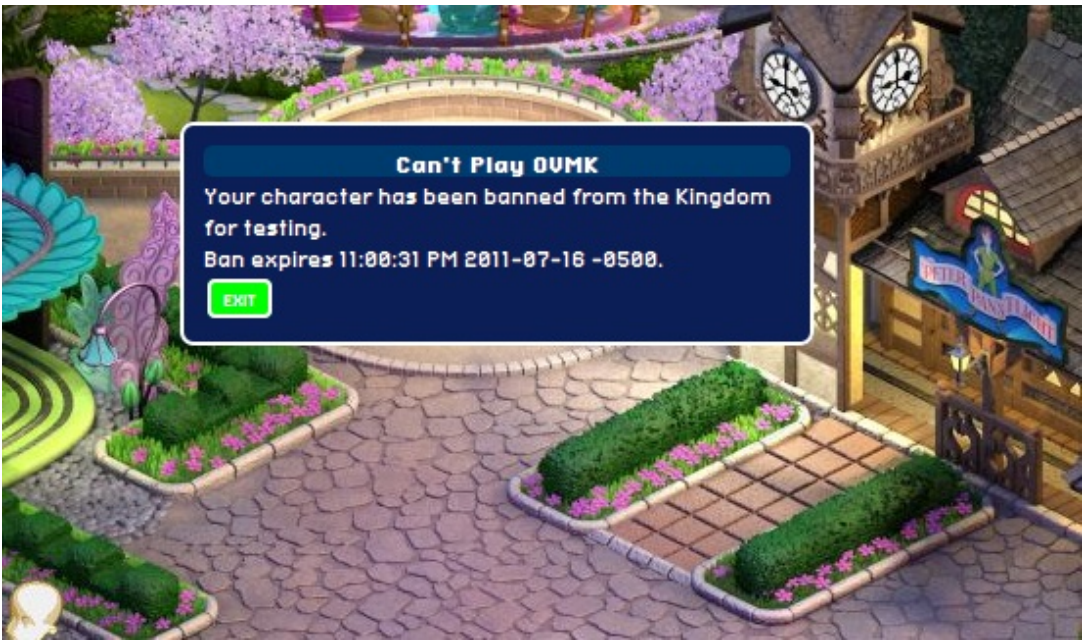 Can't Play OVMK
Your character has been banned from the Kingdom
for testing.
Ban expires 11:00:31 PM 2011-07-16 -0500.
EXIT
PETER
PAN'S
FLIGHT